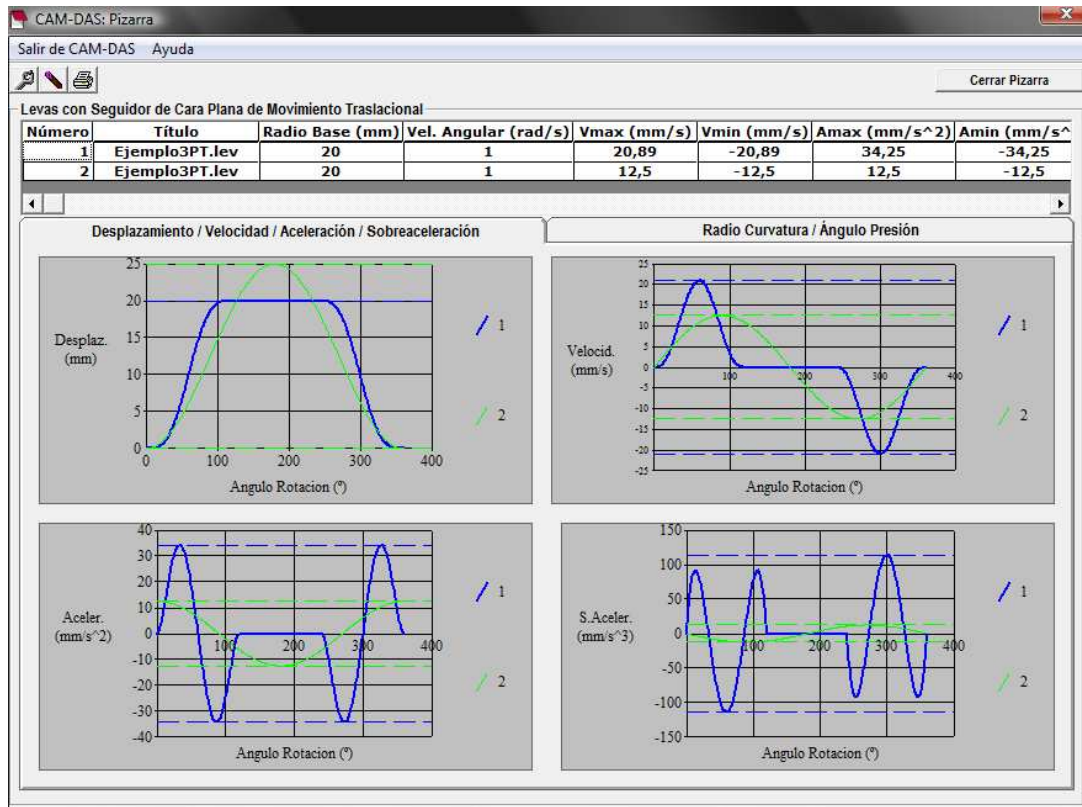 CAM-DAS: Pizarra
Salir de CAM-DAS Ayuda
Cerrar Pizarra
Levas con Seguidor de Cara Plana de Movimiento Traslacional
Número Título Radio Base (mm) Vel. Angular (rad/s) Vmax (mm/s) Vmin (mm/s) Amax (mm/s^2) Amin (mm/s^
1 Ejemplo3PT.lev 20 1 20,89 -20,89 34,25 -34,25
2 Ejemplo3PT.lev 20 1 12,5 -12,5 12,5 -12,5
Desplazamiento / Velocidad / Aceleración / Sobreaceleración
Radio Curvatura / Ángulo Presión
25
20
15
10
5
0
Desplaz.
(mm)
0 100 200 300 400
Angulo Rotacion (º)
1
2
25
20
15
10
5
0
-5
-10
-15
-20
-25
Velocid.
(mm/s)
100 200 300 400
Angulo Rotacion (º)
1
2
40
30
20
10
0
-10
-20
-30
-40
Aceler.
(mm/s^2)
100 200 300 400
Angulo Rotacion (º)
1
2
150
100
50
0
-50
-100
-150
S.Aceler.
(mm/s^3)
100 200 300 400
Angulo Rotacion (º)
1
2